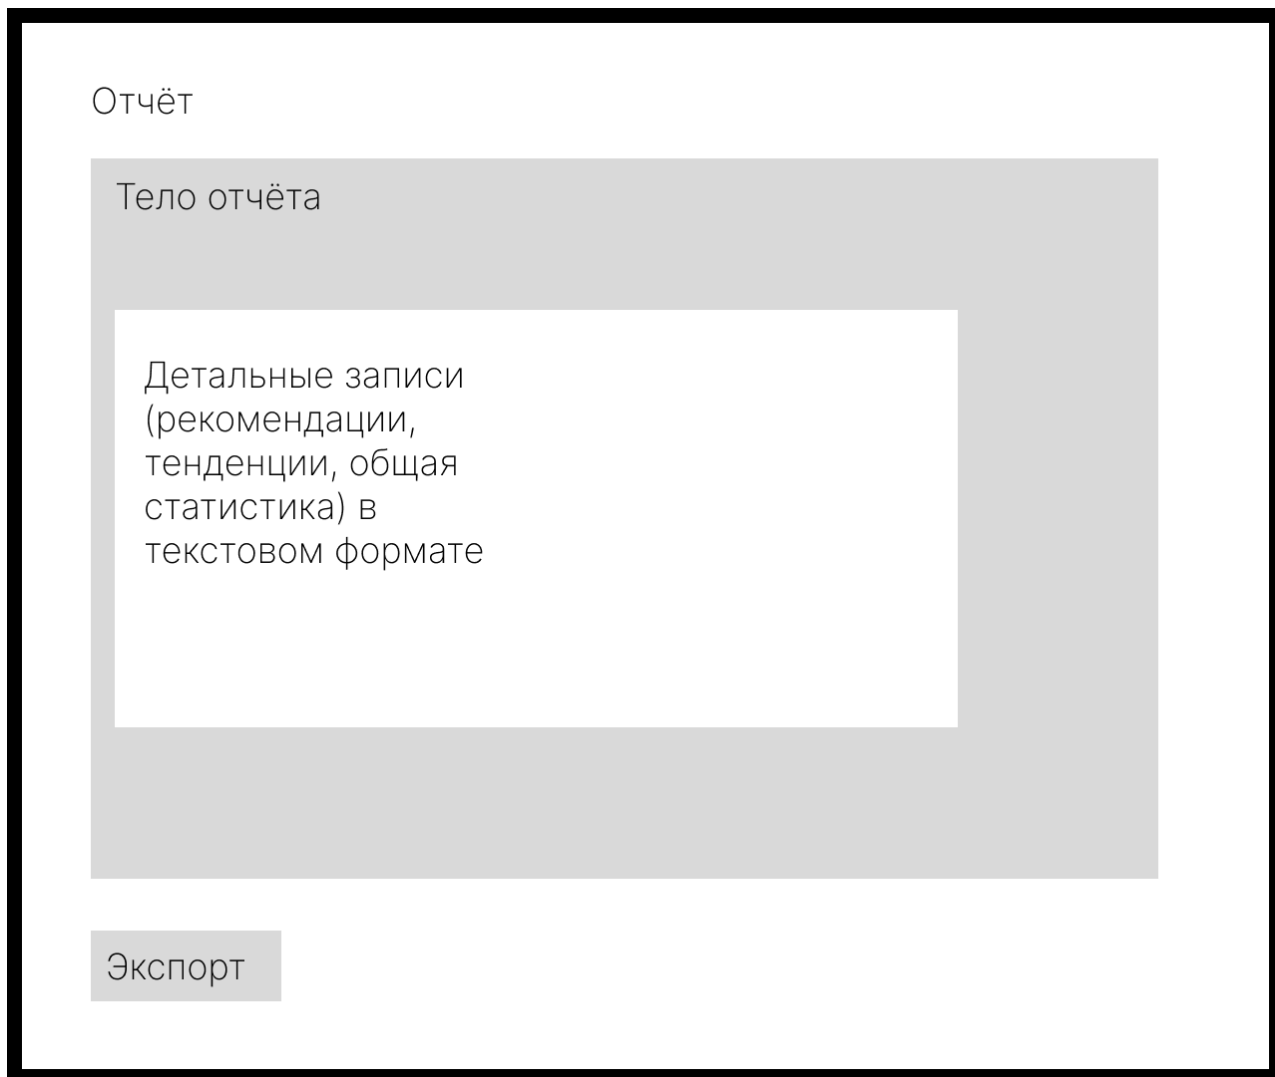 Отчёт
Тело отчёта
Детальные записи
(рекомендации,
тенденции, общая
статистика) в
текстовом формате
Экспорт